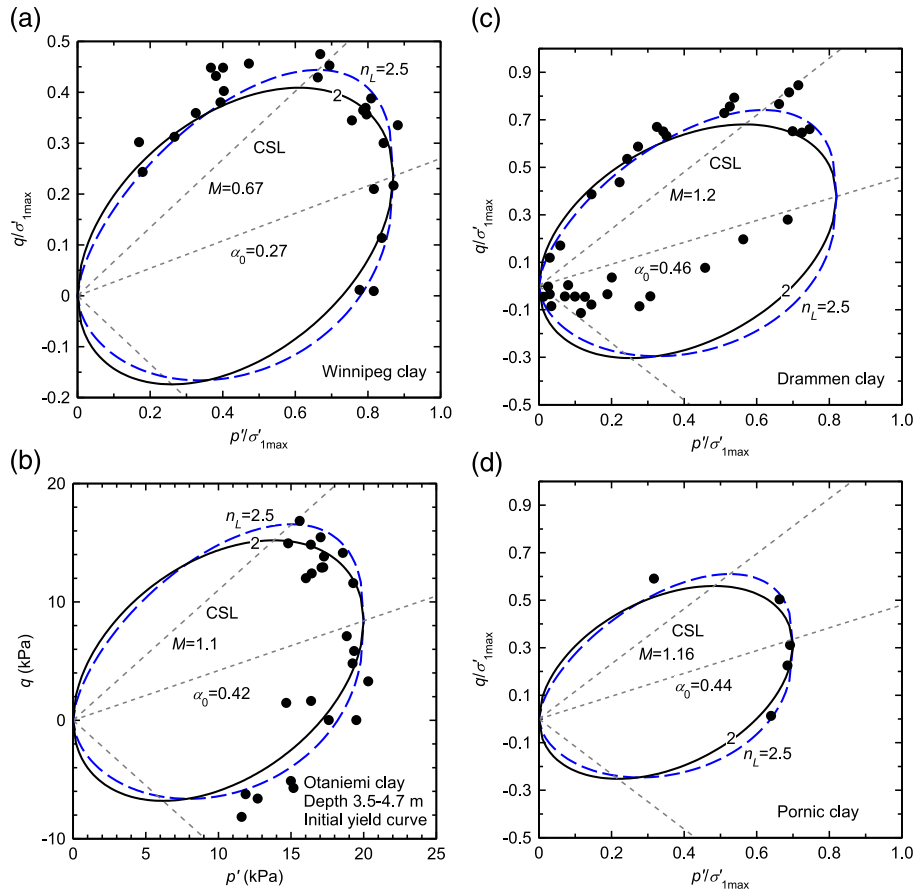 (a)
0.5
0.4
0.3
0.2
0.1
0
-0.1
-0.2
q/σ′1max
n_L=2.5
2
CSL
M=0.67
α0=0.27
Winnipeg clay
0
0.2
0.4
0.6
0.8
1.0
p′/σ′1max
(c)
0.9
0.7
0.5
0.3
0.1
-0.1
-0.3
-0.5
q/σ′1max
CSL
M=1.2
α0=0.46
2
n_L=2.5
Drammen clay
0
0.2
0.4
0.6
0.8
1.0
p′/σ′1max
(b)
20
10
0
-10
q (kPa)
n_L=2.5
2
CSL
M=1.1
α0=0.42
Otaniemi clay
Depth 3.5-4.7 m
Initial yield curve
0
5
10
15
20
25
p′ (kPa)
(d)
0.9
0.7
0.5
0.3
0.1
-0.1
-0.3
-0.5
q/σ′1max
CSL
M=1.16
α0=0.44
2
n_L=2.5
Pornic clay
0
0.2
0.4
0.6
0.8
1.0
p′/σ′1max